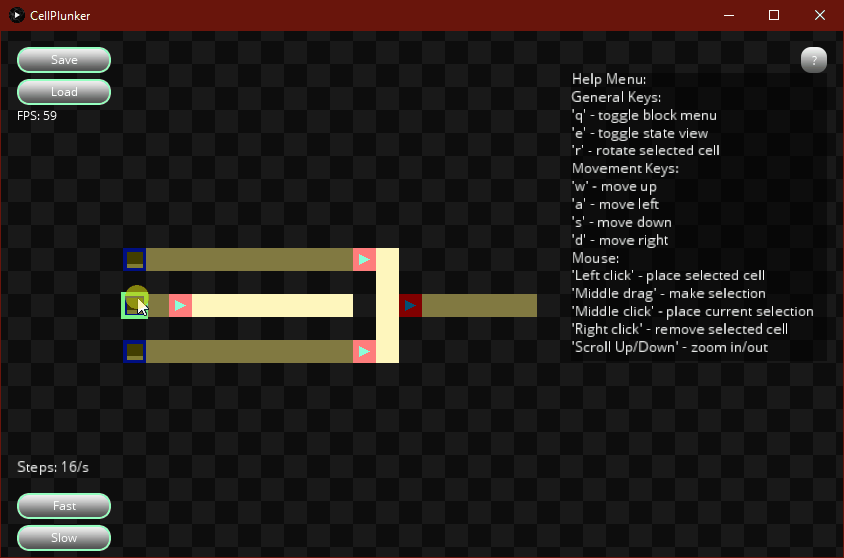 CellPlunker
Save
Load
FPS: 59
?
Help Menu:
General Keys:
'q' - toggle block menu
'e' - toggle state view
'r' - rotate selected cell
Movement Keys:
'w' - move up
'a' - move left
's' - move down
'd' - move right
Mouse:
'Left click' - place selected cell
'Middle drag' - make selection
'Middle click' - place current selection
'Right click' - remove selected cell
'Scroll Up/Down' - zoom in/out
Steps: 16/s
Fast
Slow